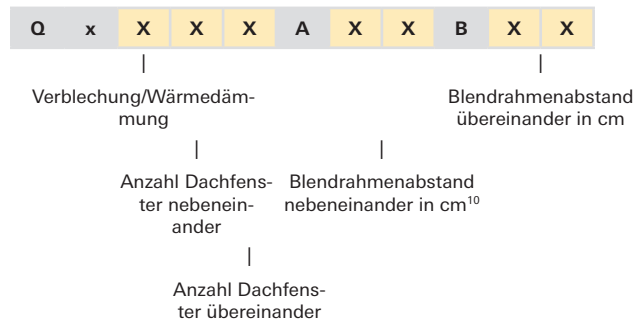 Q x X X X A X X B X X
Verblechung/Wärmedäm-
mung
Blendrahmenabstand
übereinander in cm
Anzahl Dachfens-
ter nebenein-
ander
Blendrahmenabstand
nebeneinander in cm¹⁰
Anzahl Dachfens-
ter übereinander